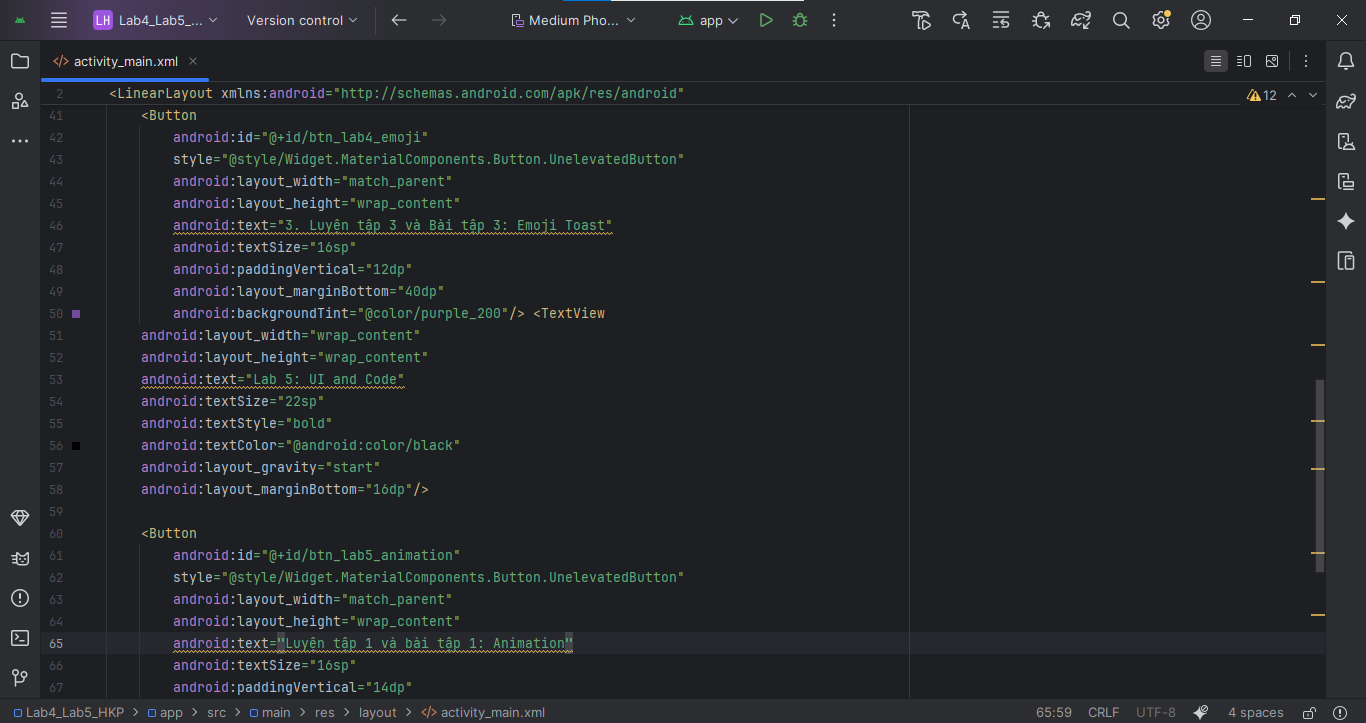 LH Lab4_Lab5_... Version control Medium Pho... app
activity_main.xml
2 <LinearLayout xmlns:android="http://schemas.android.com/apk/res/android"
12
41 <Button
42 android:id="@+id/btn_lab4_emoji"
43 style="@style/Widget.MaterialComponents.Button.UnelevatedButton"
44 android:layout_width="match_parent"
45 android:layout_height="wrap_content"
46 android:text="3. Luyện tập 3 và Bài tập 3: Emoji Toast"
47 android:textSize="16sp"
48 android:paddingVertical="12dp"
49 android:layout_marginBottom="40dp"
50 android:backgroundTint="@color/purple_200"/> <TextView
51 android:layout_width="wrap_content"
52 android:layout_height="wrap_content"
53 android:text="Lab 5: UI and Code"
54 android:textSize="22sp"
55 android:textStyle="bold"
56 android:textColor="@android:color/black"
57 android:layout_gravity="start"
58 android:layout_marginBottom="16dp"/>
59
60 <Button
61 android:id="@+id/btn_lab5_animation"
62 style="@style/Widget.MaterialComponents.Button.UnelevatedButton"
63 android:layout_width="match_parent"
64 android:layout_height="wrap_content"
65 android:text="Luyện tập 1 và bài tập 1: Animation"
66 android:textSize="16sp"
67 android:paddingVertical="14dp"
Lab4_Lab5_HKP > app > src > main > res > layout > </> activity_main.xml 65:59 CRLF UTF-8 4 spaces